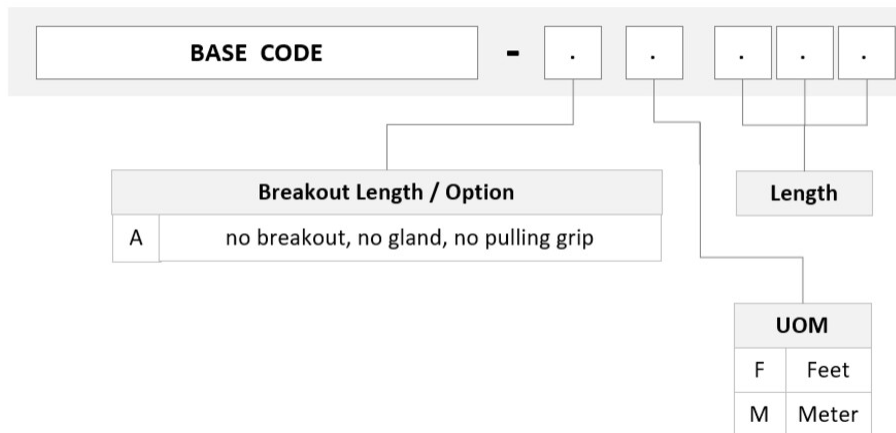 BASE CODE - . . . . .
Breakout Length / Option
A no breakout, no gland, no pulling grip
Length
UOM
F Feet
M Meter